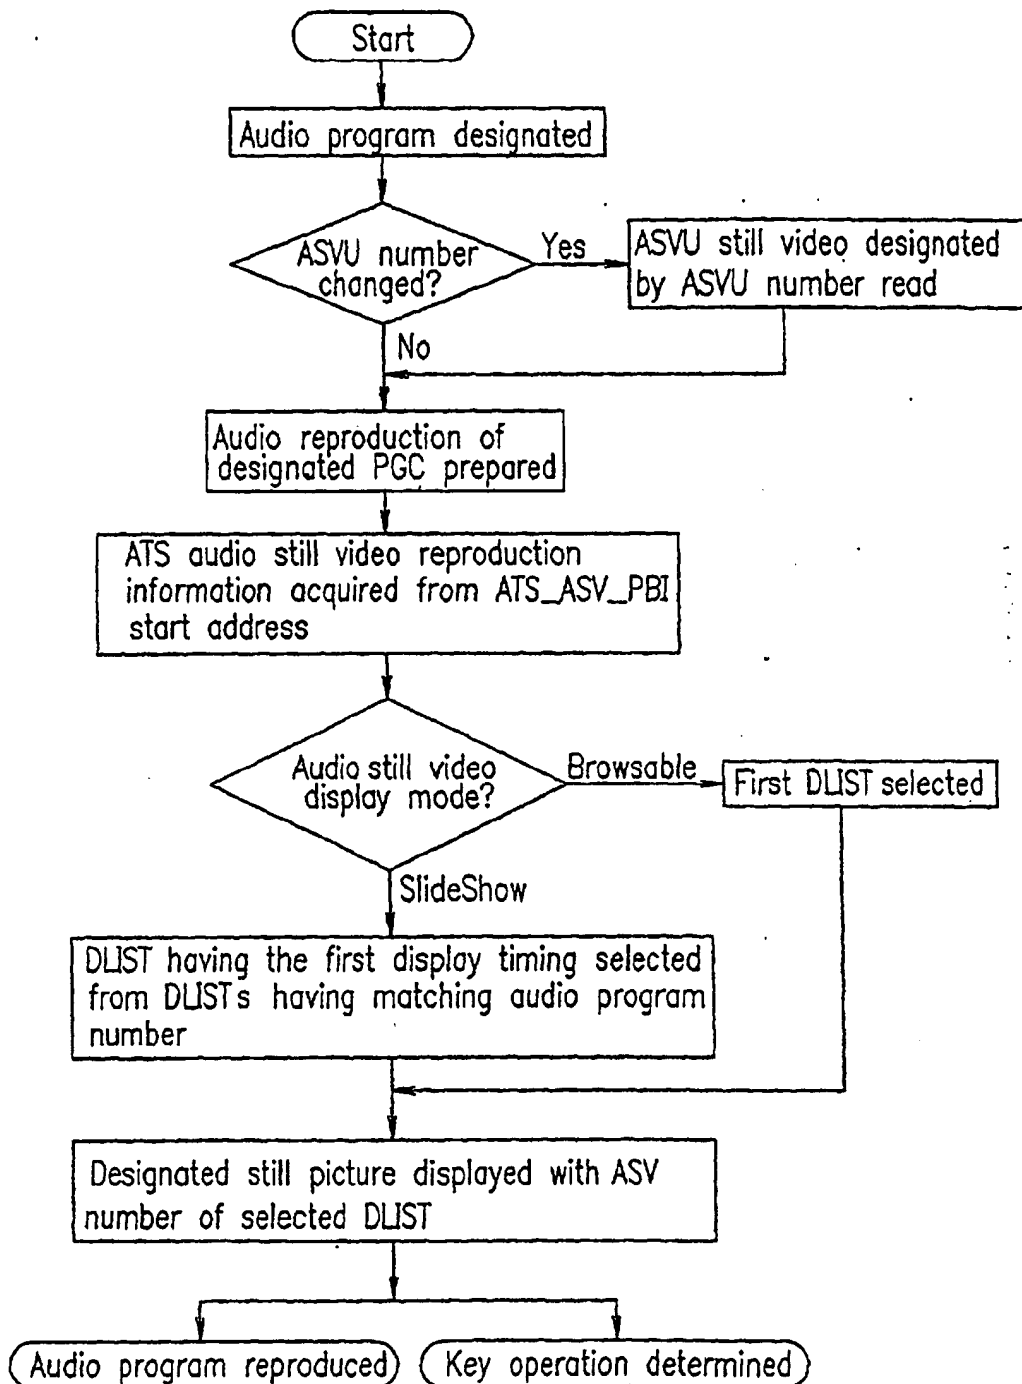 Start
Audio program designated
ASVU number
changed?
Yes
ASVU still video designated
by ASVU number read
No
Audio reproduction of
designated PGC prepared
ATS audio still video reproduction
information acquired from ATS_ASV_PBI
start address
Audio still video
display mode?
Browsable
First DLIST selected
SlideShow
DLIST having the first display timing selected
from DLISTs having matching audio program
number
Designated still picture displayed with ASV
number of selected DLIST
Audio program reproduced
Key operation determined